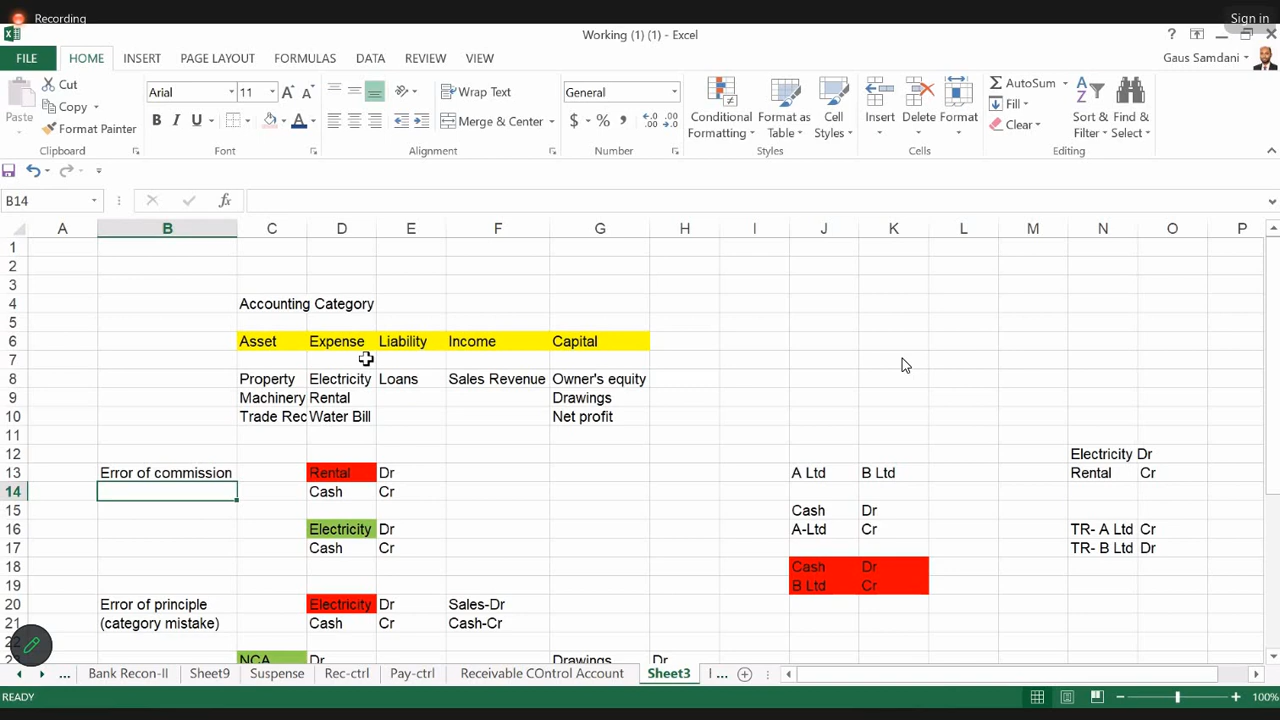 Recording
Sign in
Working (1) (1) - Excel
?
FILE HOME INSERT PAGE LAYOUT FORMULAS DATA REVIEW VIEW
Gaus Samdani
Paste
Cut
Copy
Format Painter
Clipboard
Arial 11
B I U
Font
Wrap Text
Merge & Center
Alignment
General
$ % ,
Number
Conditional Formatting
Format as Table
Cell Styles
Styles
Insert Delete Format
Cells
AutoSum
Fill
Clear
Sort & Filter
Find & Select
Editing
B14
fx
A B C D E F G H I J K L M N O P
1
2
3
4 Accounting Category
5
6 Asset Expense Liability Income Capital
7
8 Property Electricity Loans Sales Revenue Owner's equity
9 Machinery Rental Drawings
10 Trade Rec Water Bill Net profit
11
12 Electricity Dr
13 Error of commission Rental Dr A Ltd B Ltd Rental Cr
14 Cash Cr
15 Cash Dr
16 Electricity Dr A-Ltd Cr TR- A Ltd Cr
17 Cash Cr TR- B Ltd Dr
18 Cash Dr
19 B Ltd Cr
20 Error of principle Electricity Dr Sales-Dr
21 (category mistake) Cash Cr Cash-Cr
22
23 NCA Dr Drawings Dr
... Bank Recon-II Sheet9 Suspense Rec-ctrl Pay-ctrl Receivable COntrol Account Sheet3 I ...
READY
100%